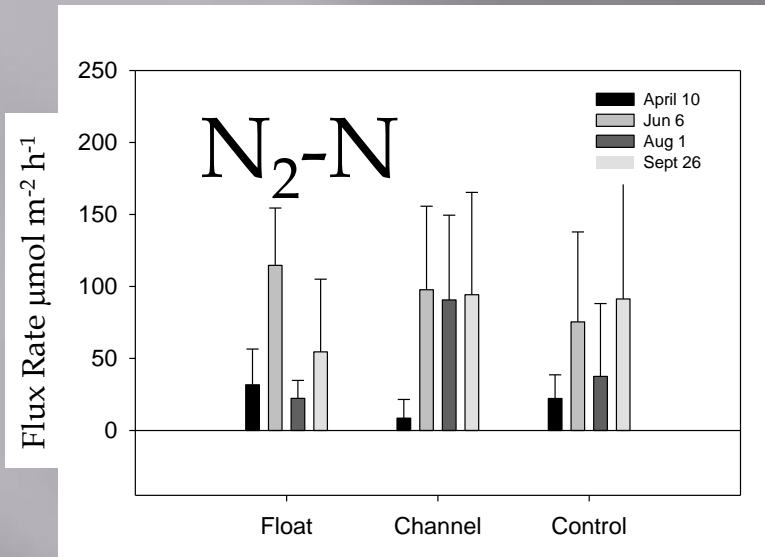 250
200
150
100
50
0
Flux Rate µmol m⁻² h⁻¹
N₂-N
April 10
Jun 6
Aug 1
Sept 26
Float Channel Control